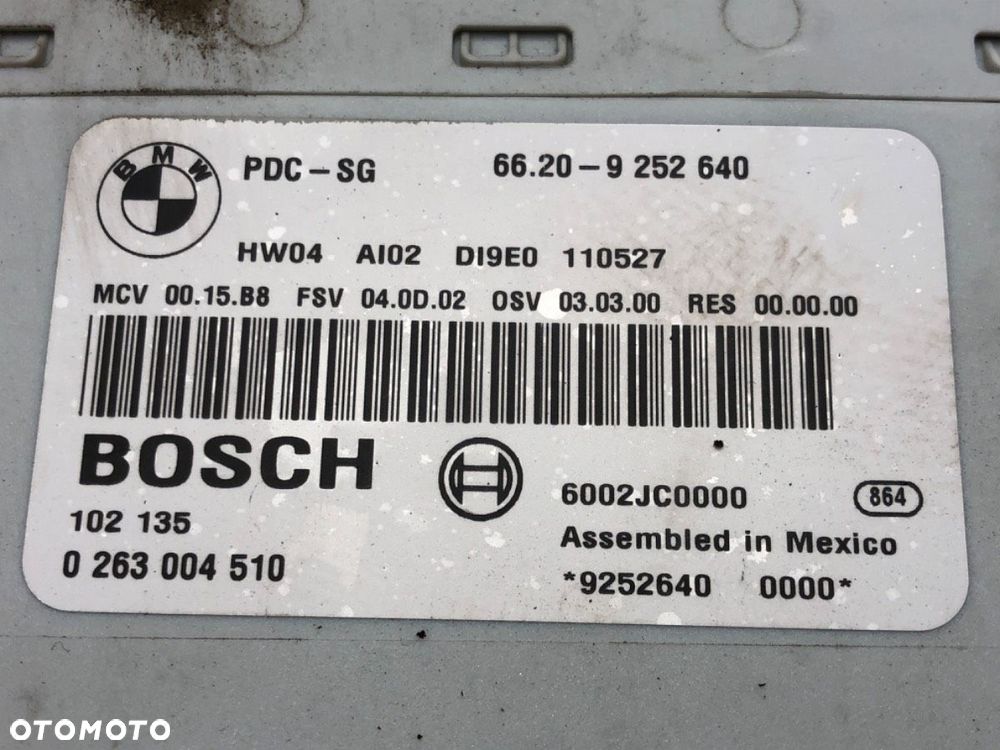 BMW
PDC-SG 66.20-9 252 640
HW04 AI02 DI9E0 110527
MCV 00.15.B8 FSV 04.0D.02 OSV 03.03.00 RES 00.00.00
BOSCH
6002JC0000 864
102 135
Assembled in Mexico
0 263 004 510
*9252640 0000*
OTOMOTO